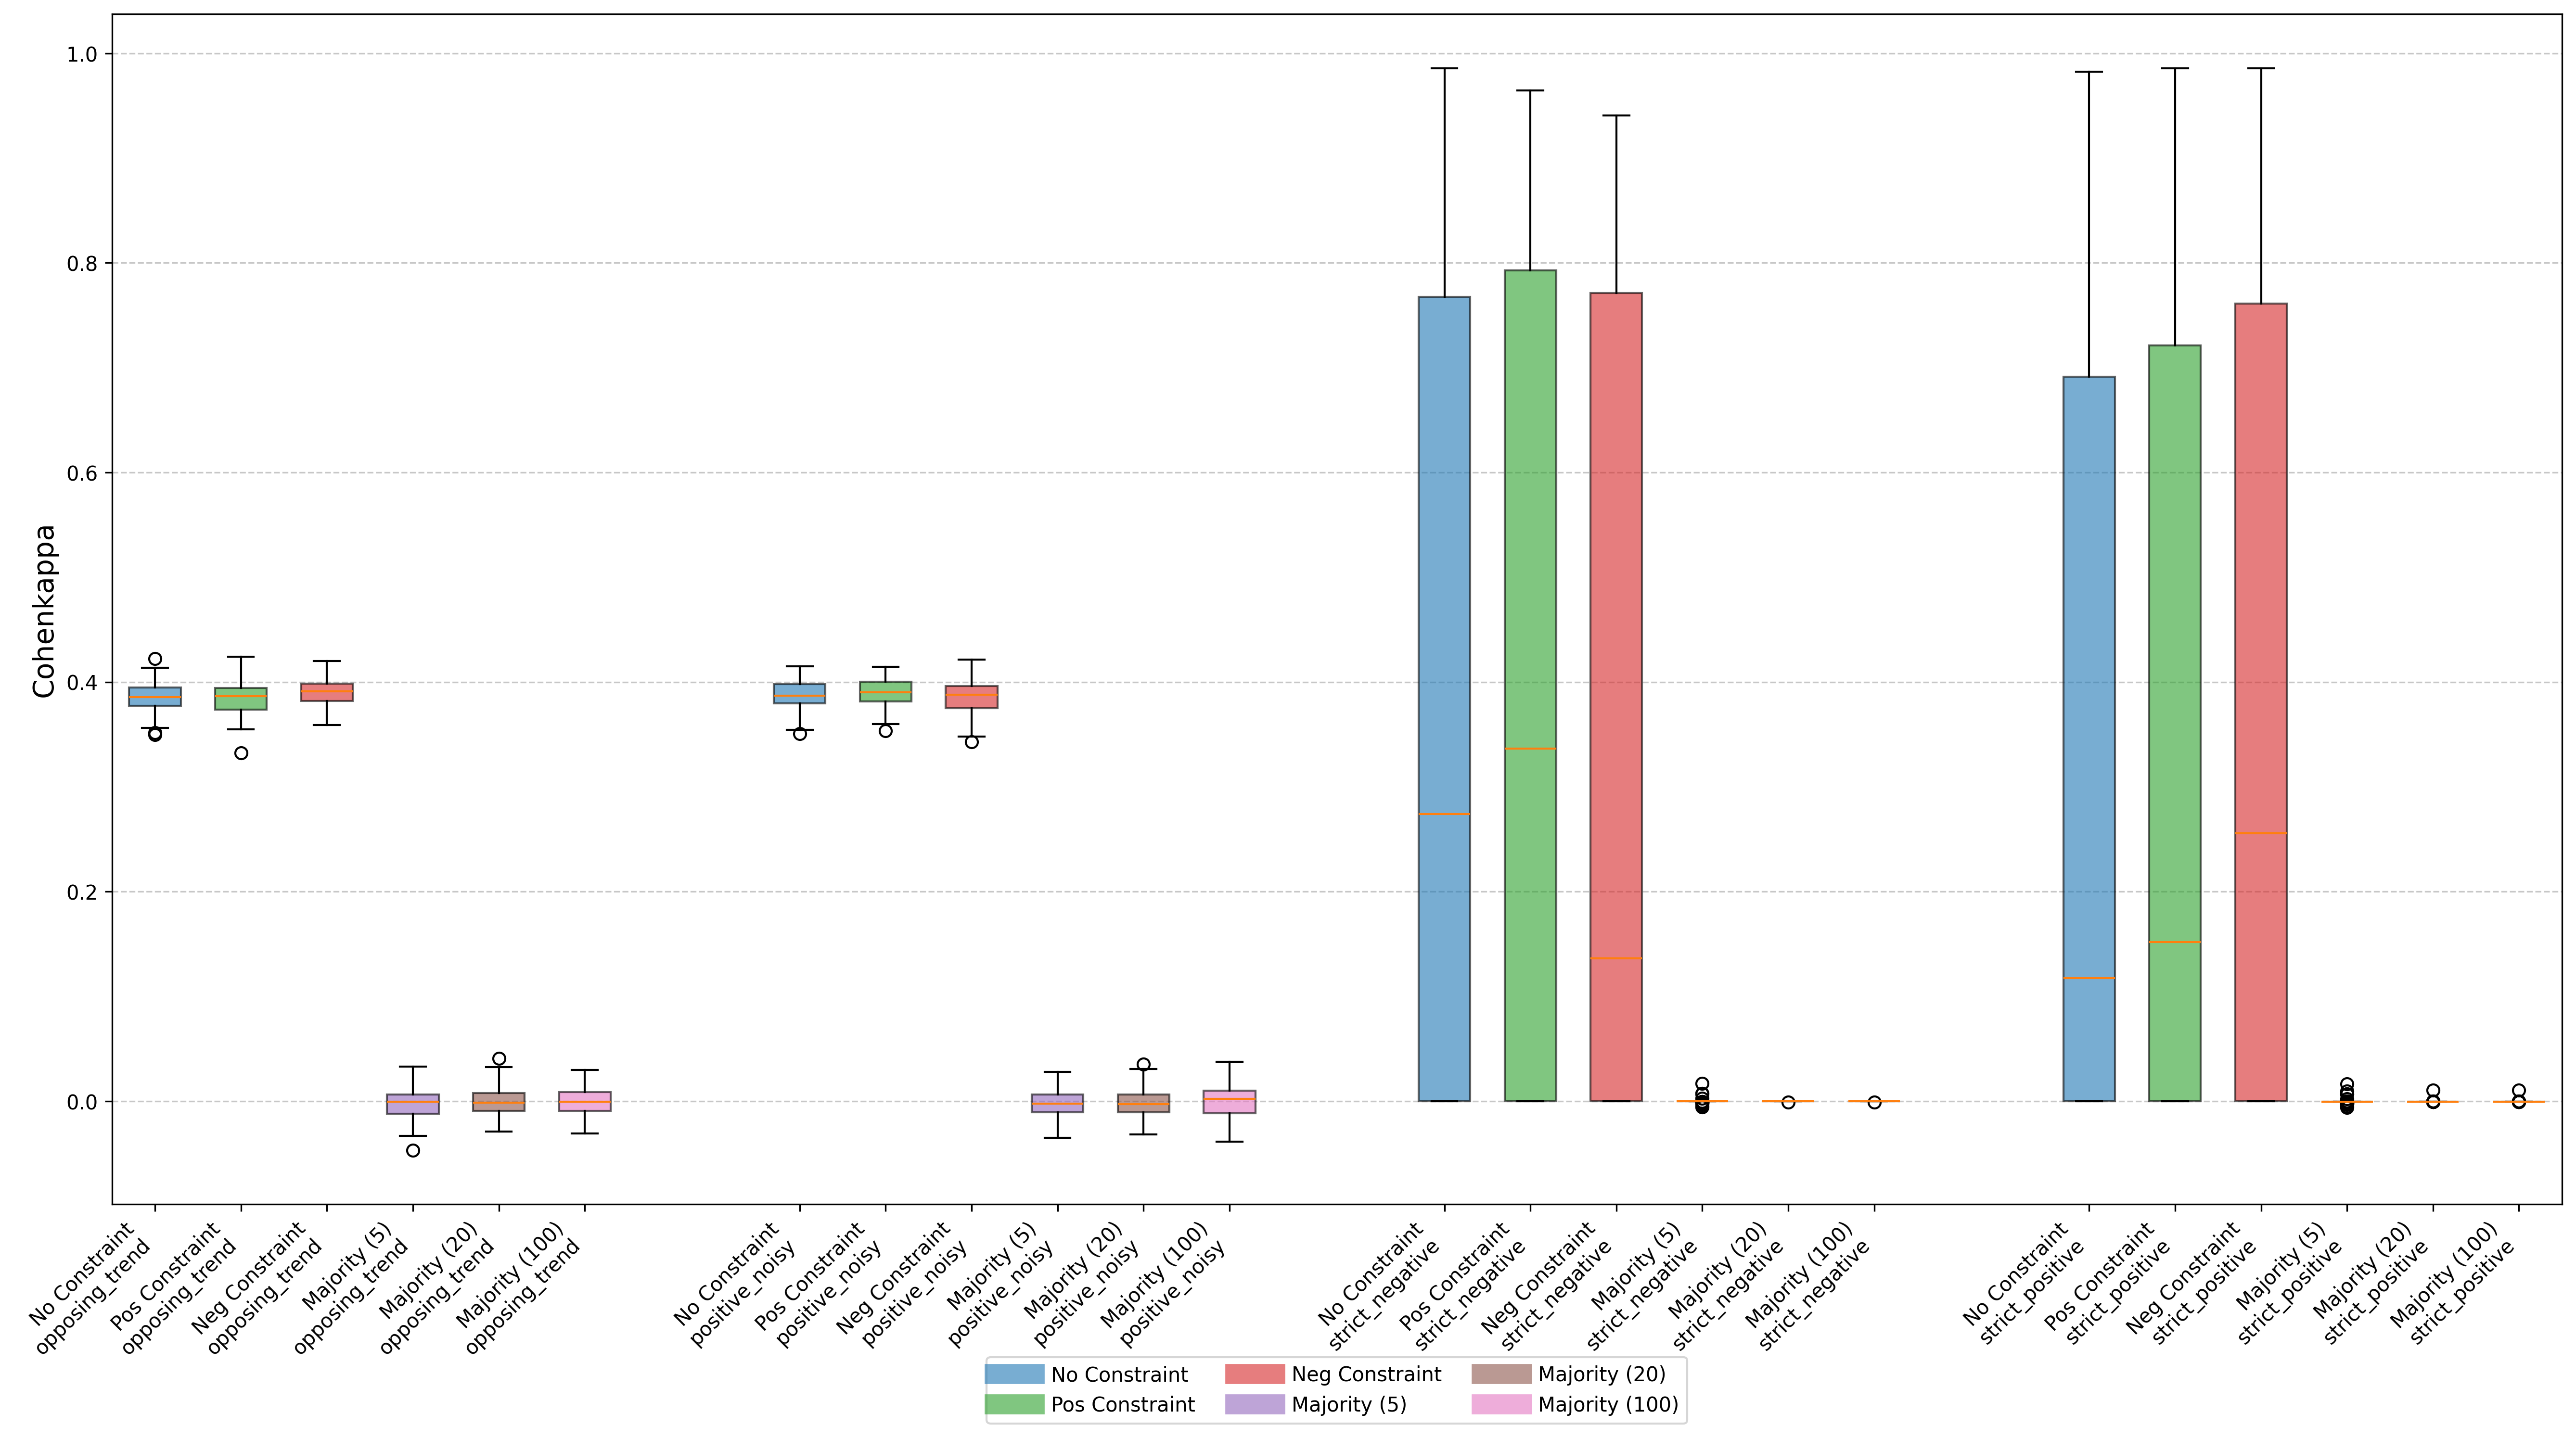 1.0
0.8
0.6
0.4
0.2
0.0
Cohenkappa
No Constraint
opposing_trend
Pos Constraint
opposing_trend
Neg Constraint
opposing_trend
Majority (5)
opposing_trend
Majority (20)
opposing_trend
Majority (100)
opposing_trend
No Constraint
positive_noisy
Pos Constraint
positive_noisy
Neg Constraint
positive_noisy
Majority (5)
positive_noisy
Majority (20)
positive_noisy
Majority (100)
positive_noisy
No Constraint
strict_negative
Pos Constraint
strict_negative
Neg Constraint
strict_negative
Majority (5)
strict_negative
Majority (20)
strict_negative
Majority (100)
strict_negative
No Constraint
strict_positive
Pos Constraint
strict_positive
Neg Constraint
strict_positive
Majority (5)
strict_positive
Majority (20)
strict_positive
Majority (100)
strict_positive
No Constraint
Pos Constraint
Neg Constraint
Majority (5)
Majority (20)
Majority (100)